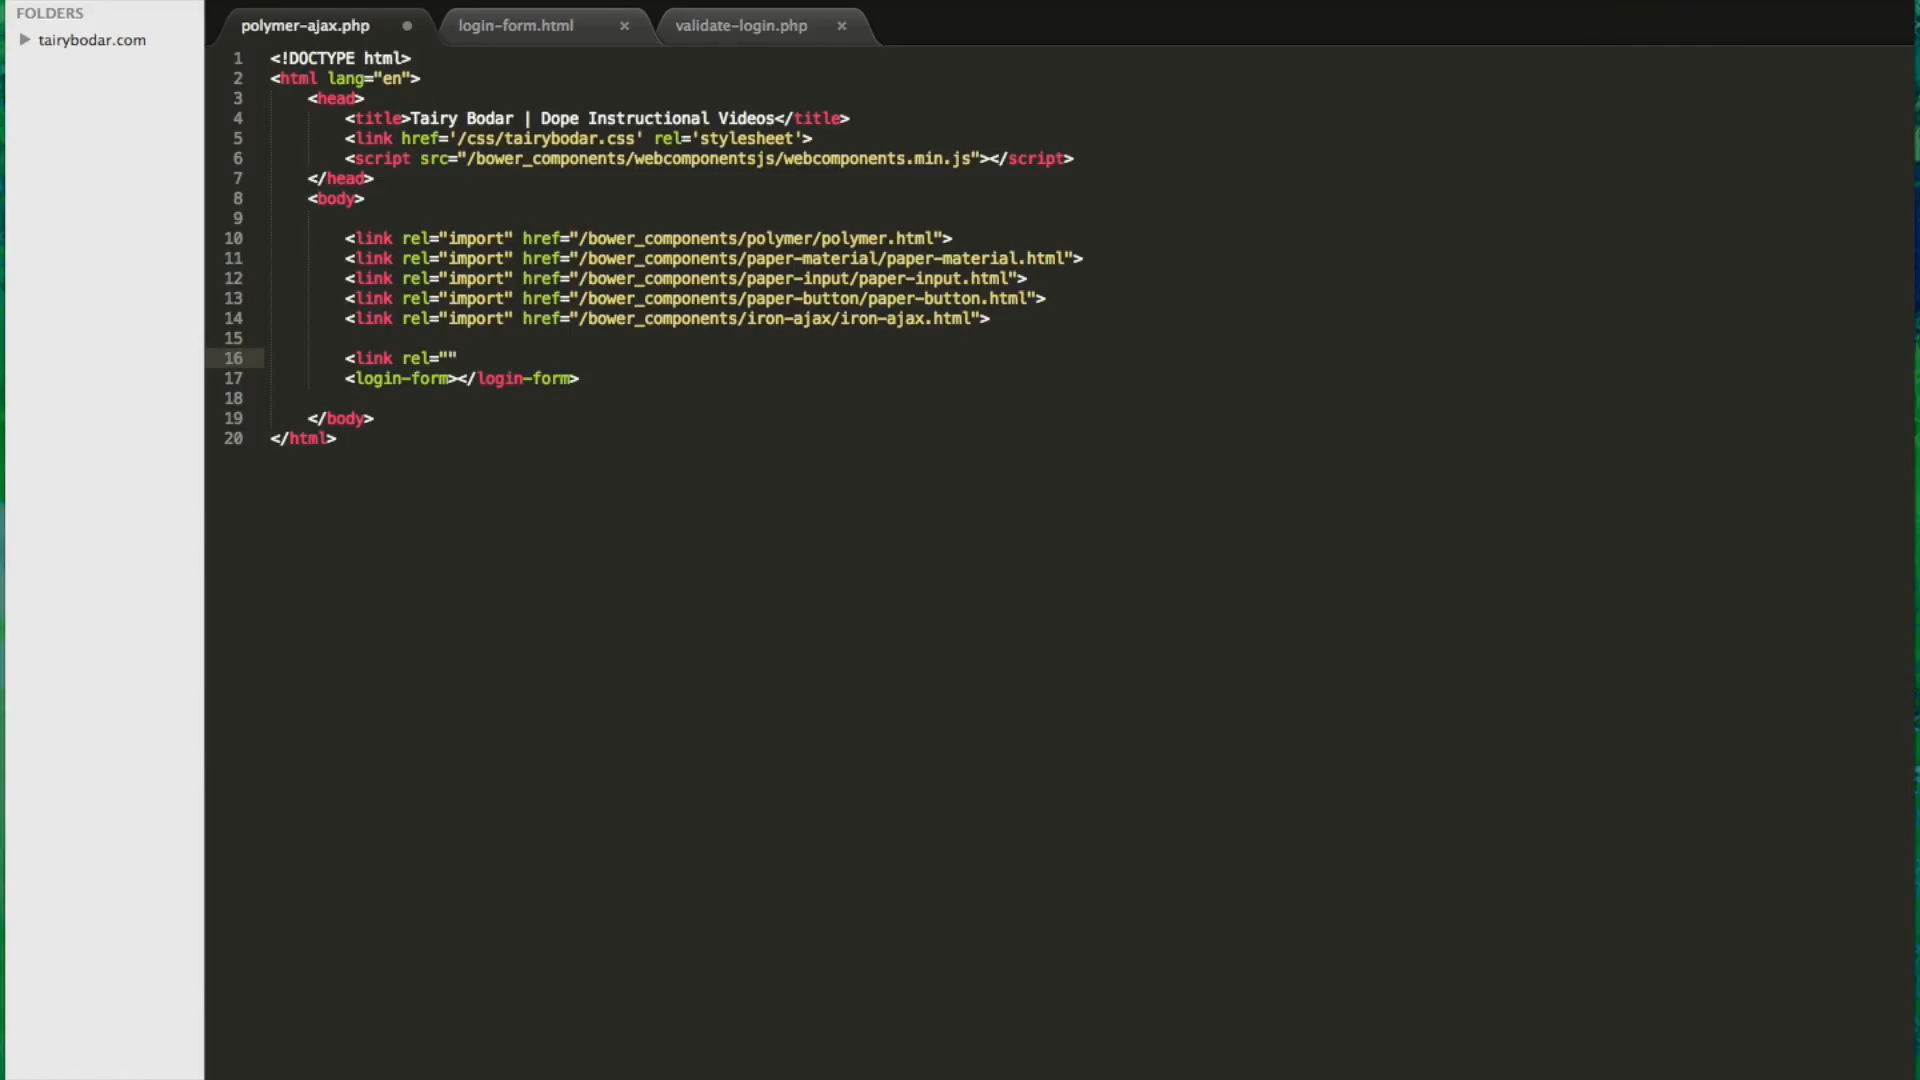 FOLDERS
tairybodar.com
polymer-ajax.php
login-form.html ×
validate-login.php ×
1 <!DOCTYPE html>
2 <html lang="en">
3 <head>
4 <title>Tairy Bodar | Dope Instructional Videos</title>
5 <link href='/css/tairybodar.css' rel='stylesheet'>
6 <script src="/bower_components/webcomponentsjs/webcomponents.min.js"></script>
7 </head>
8 <body>
9
10 <link rel="import" href="/bower_components/polymer/polymer.html">
11 <link rel="import" href="/bower_components/paper-material/paper-material.html">
12 <link rel="import" href="/bower_components/paper-input/paper-input.html">
13 <link rel="import" href="/bower_components/paper-button/paper-button.html">
14 <link rel="import" href="/bower_components/iron-ajax/iron-ajax.html">
15
16 <link rel=""
17 <login-form></login-form>
18
19 </body>
20 </html>